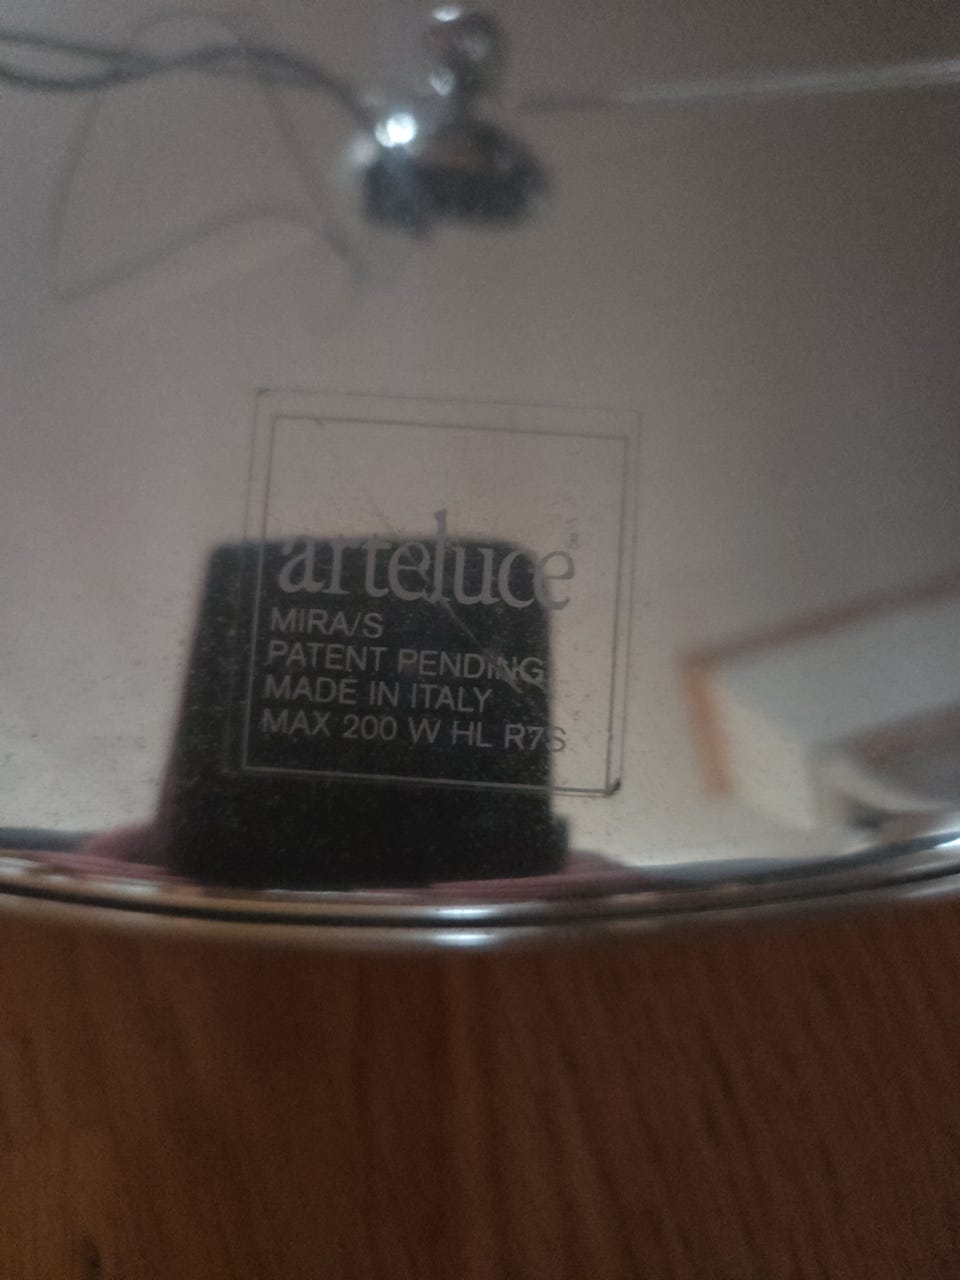 arteluce®
MIRA/S
PATENT PENDING
MADE IN ITALY
MAX 200 W HL R7S